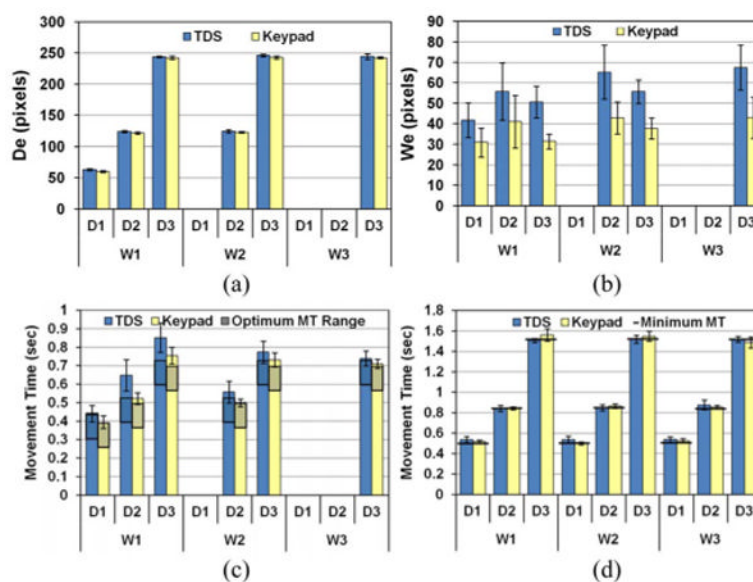 TDS Keypad
De (pixels)
300
250
200
150
100
50
0
D1 D2 D3 D1 D2 D3 D1 D2 D3
W1 W2 W3
(a)
TDS Keypad
We (pixels)
90
80
70
60
50
40
30
20
10
0
D1 D2 D3 D1 D2 D3 D1 D2 D3
W1 W2 W3
(b)
TDS Keypad Optimum MT Range
Movement Time (sec)
1
0.9
0.8
0.7
0.6
0.5
0.4
0.3
0.2
0.1
0
D1 D2 D3 D1 D2 D3 D1 D2 D3
W1 W2 W3
(c)
TDS Keypad Minimum MT
Movement Time (sec)
1.8
1.6
1.4
1.2
1
0.8
0.6
0.4
0.2
0
D1 D2 D3 D1 D2 D3 D1 D2 D3
W1 W2 W3
(d)